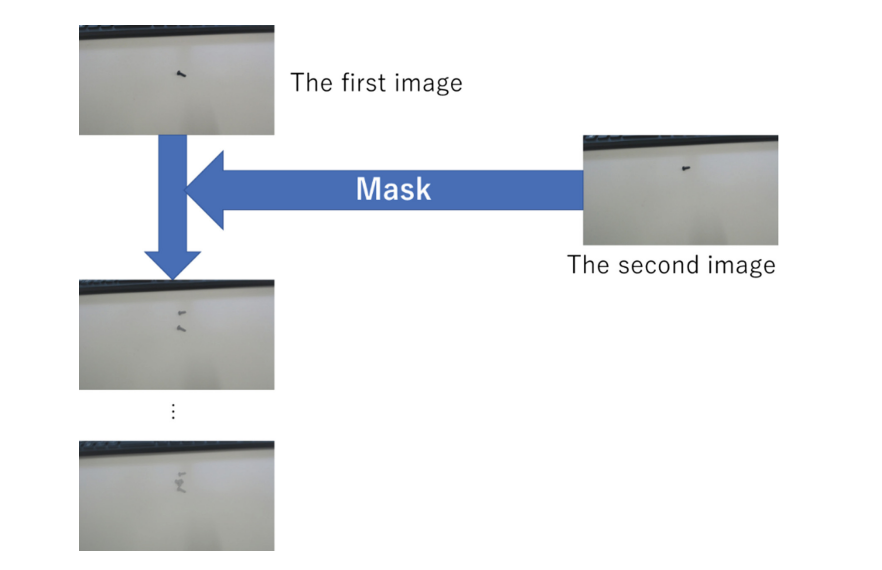 The first image
Mask
The second image
⋮